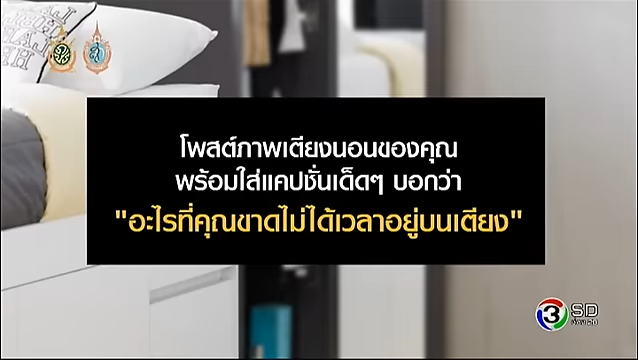 โพสต์ภาพเตียงนอนของคุณ
พร้อมใส่แคปชั่นเด็ดๆ บอกว่า
"อะไรที่คุณขาดไม่ได้เวลาอยู่บนเตียง"
3 SD